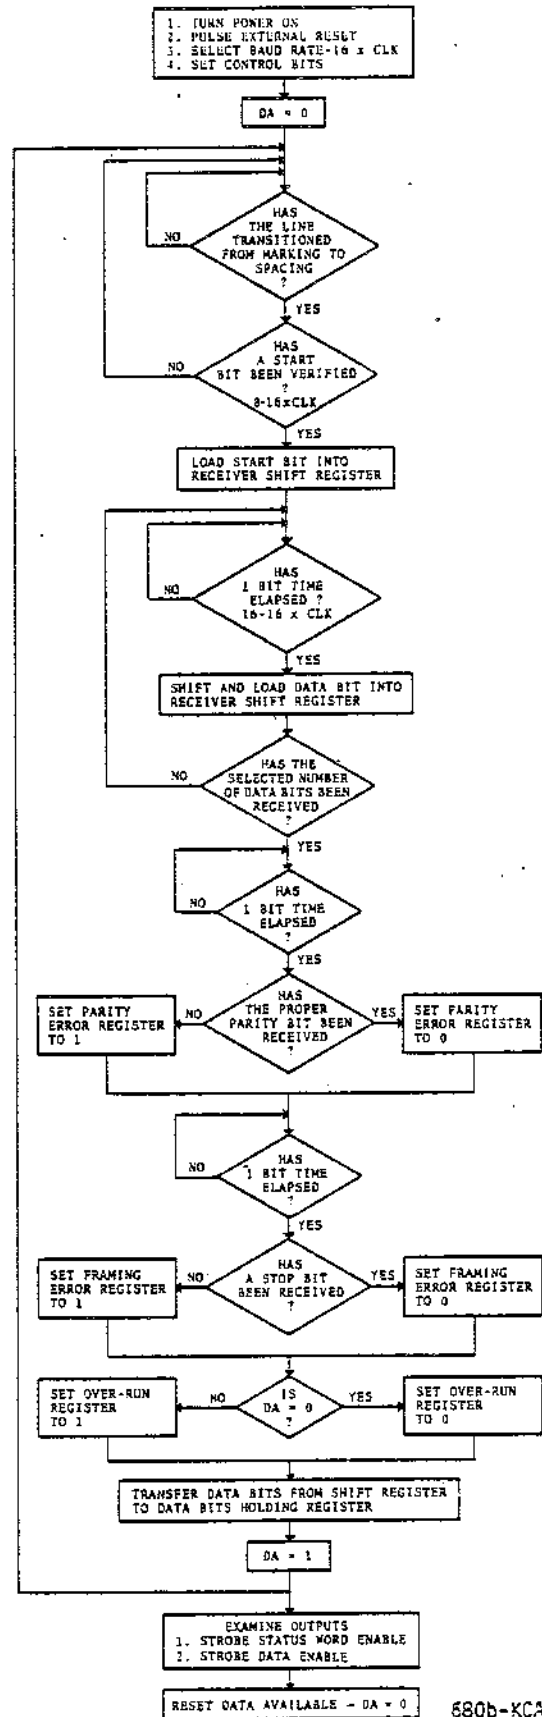 1. TURN POWER ON
2. PULSE EXTERNAL RESET
3. SELECT BAUD RATE-16 x CLK
4. SET CONTROL BITS
DA = 0
HAS
THE LINE
TRANSITIONED
FROM MARKING TO
SPACING
?
NO
YES
HAS
A START
BIT BEEN VERIFIED
?
8-16xCLK
NO
YES
LOAD START BIT INTO
RECEIVER SHIFT REGISTER
HAS
1 BIT TIME
ELAPSED ?
16-16 x CLK
NO
YES
SHIFT AND LOAD DATA BIT INTO
RECEIVER SHIFT REGISTER
HAS THE
SELECTED NUMBER
OF DATA BITS BEEN
RECEIVED
?
NO
YES
HAS
1 BIT TIME
ELAPSED
?
NO
YES
HAS
THE PROPER
PARITY BIT BEEN
RECEIVED
?
NO
YES
SET PARITY
ERROR REGISTER
TO 1
SET PARITY
ERROR REGISTER
TO 0
HAS
1 BIT TIME
ELAPSED
?
NO
YES
HAS
A STOP BIT
BEEN RECEIVED
?
NO
YES
SET FRAMING
ERROR REGISTER
TO 1
SET FRAMING
ERROR REGISTER
TO 0
IS
DA = 0
?
NO
YES
SET OVER-RUN
REGISTER
TO 1
SET OVER-RUN
REGISTER
TO 0
TRANSFER DATA BITS FROM SHIFT REGISTER
TO DATA BITS HOLDING REGISTER
DA = 1
EXAMINE OUTPUTS
1. STROBE STATUS WORD ENABLE
2. STROBE DATA ENABLE
RESET DATA AVAILABLE - DA = 0
680b-KCA